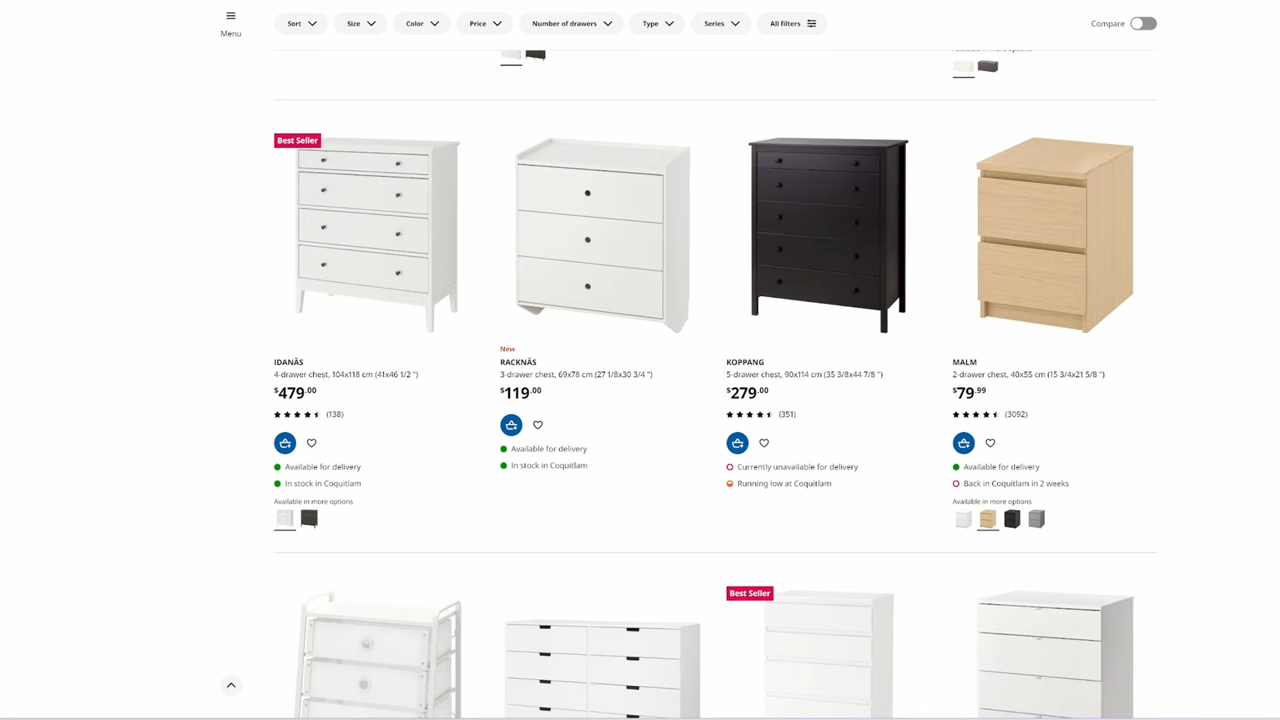 Menu
Sort
Size
Color
Price
Number of drawers
Type
Series
All filters
Compare
Best Seller
IDANÄS
4-drawer chest, 104x118 cm (41x46 1/2 ")
$479.00
(138)
Available for delivery
In stock in Coquitlam
Available in more options
New
RACKNÄS
3-drawer chest, 69x78 cm (27 1/8x30 3/4 ")
$119.00
Available for delivery
In stock in Coquitlam
KOPPANG
5-drawer chest, 90x114 cm (35 3/8x44 7/8 ")
$279.00
(351)
Currently unavailable for delivery
Running low at Coquitlam
MALM
2-drawer chest, 40x55 cm (15 3/4x21 5/8 ")
$79.99
(3092)
Available for delivery
Back in Coquitlam in 2 weeks
Available in more options
Best Seller